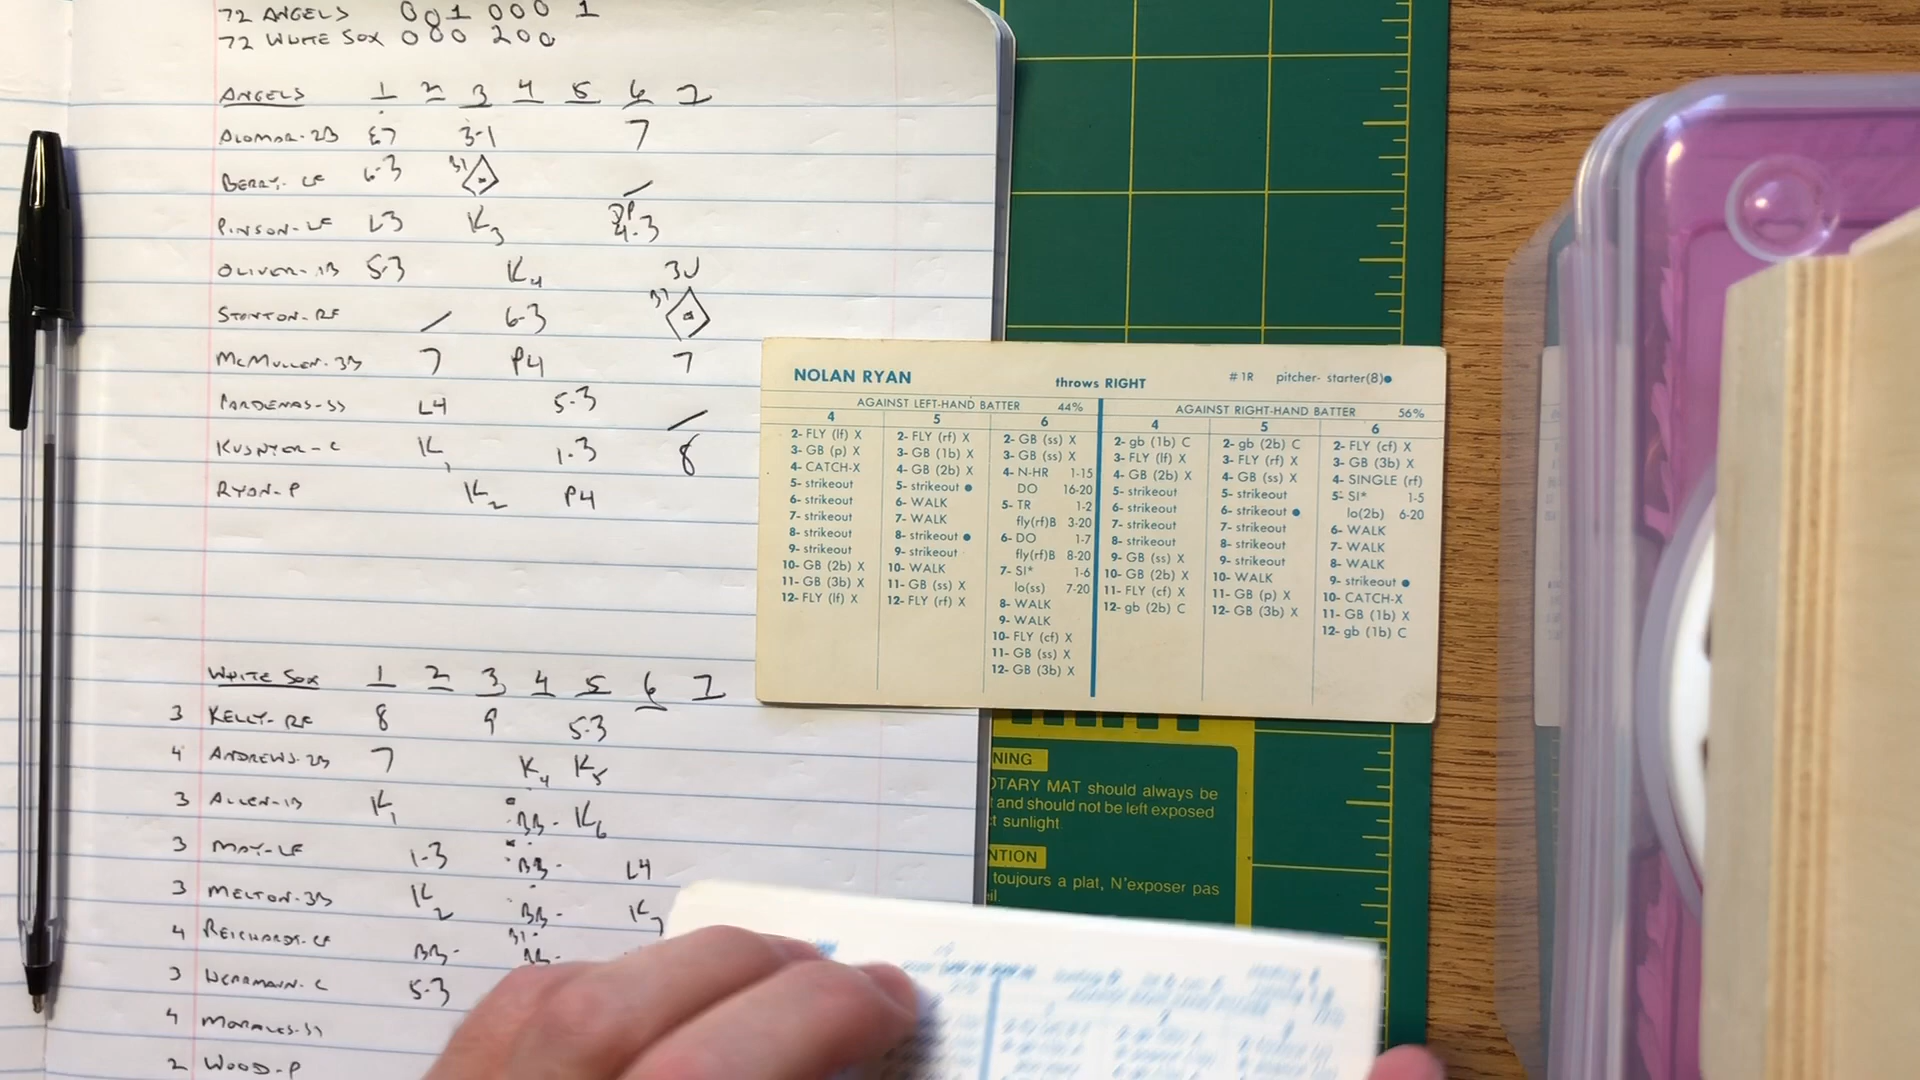 72 ANGELS 001 000 1
72 WHITE SOX 000 200
ANGELS 1 2 3 4 5 6 7
ALOMAR-2B E7 3-1 7
BERRY-CF 6-3
PINSON-LF L3 K3 DP 4-3
OLIVER-1B 5-3 K4 3U
STANTON-RF 6-3
MCMULLEN-3B 7 P4 7
CARDENAS-SS L4 5-3
KUSNYER-C K1 1-3 8
RYAN-P K2 P4
WHITE SOX 1 2 3 4 5 6 7
3 KELLY-RF 8 9 5-3
4 ANDREWS-2B 7 K4 K5
3 ALLEN-1B K1 BB- K6
3 MAY-LF 1-3 BB- L4
3 MELTON-3B K2 BB- K7
4 REICHARDT-CF BB- BB-
3 HERRMANN-C 5-3
4 MORALES-SS
2 WOOD-P
NOLAN RYAN throws RIGHT #1R pitcher- starter(8)●
AGAINST LEFT-HAND BATTER 44% AGAINST RIGHT-HAND BATTER 56%
4
2- FLY (lf) X
3- GB (p) X
4- CATCH-X
5- strikeout
6- strikeout
7- strikeout
8- strikeout
9- strikeout
10- GB (2b) X
11- GB (3b) X
12- FLY (lf) X
5
2- FLY (rf) X
3- GB (1b) X
4- GB (2b) X
5- strikeout ●
6- WALK
7- WALK
8- strikeout ●
9- strikeout
10- WALK
11- GB (ss) X
12- FLY (rf) X
6
2- GB (ss) X
3- GB (ss) X
4- N-HR 1-15
DO 16-20
5- TR 1-2
fly(rf)B 3-20
6- DO 1-7
fly(rf)B 8-20
7- SI* 1-6
lo(ss) 7-20
8- WALK
9- WALK
10- FLY (cf) X
11- GB (ss) X
12- GB (3b) X
4
2- gb (1b) C
3- FLY (lf) X
4- GB (2b) X
5- strikeout
6- strikeout
7- strikeout
8- strikeout
9- GB (ss) X
10- GB (2b) X
11- FLY (cf) X
12- gb (2b) C
5
2- gb (2b) C
3- FLY (rf) X
4- GB (ss) X
5- strikeout
6- strikeout ●
7- strikeout
8- strikeout
9- strikeout
10- WALK
11- GB (p) X
12- GB (3b) X
6
2- FLY (cf) X
3- GB (3b) X
4- SINGLE (rf)
5- SI* 1-5
lo(2b) 6-20
6- WALK
7- WALK
8- WALK
9- strikeout ●
10- CATCH-X
11- GB (1b) X
12- gb (1b) C
NING
OTARY MAT should always be
t and should not be left exposed
ct sunlight
NTION
toujours a plat, N'exposer pas